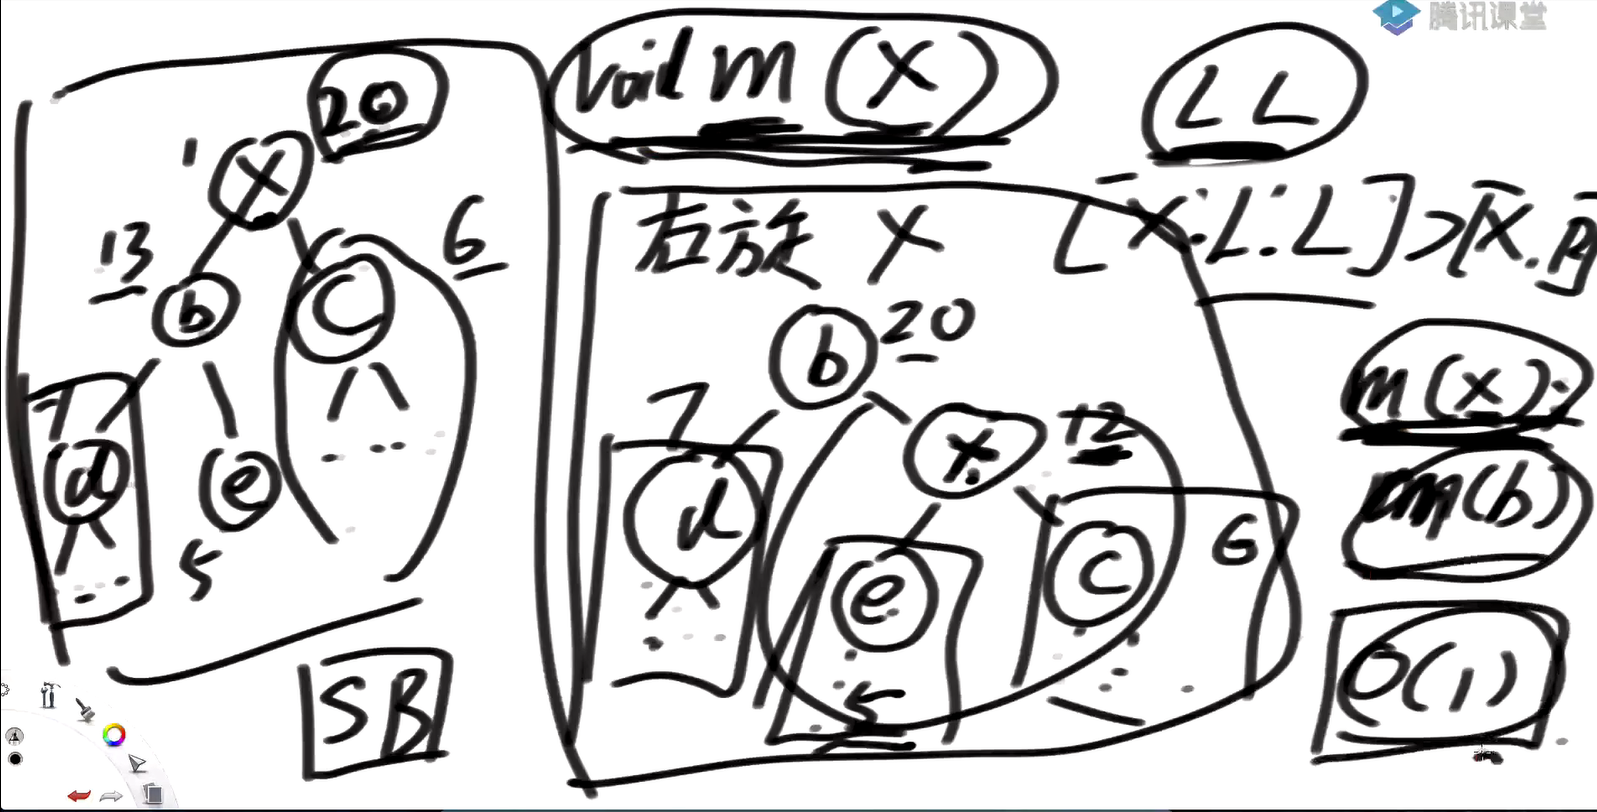 腾讯课堂
void m (X)
LL
20
X
13
6
b
C
7
d
e
5
SB
右旋 X
[X.L.L]>[X.R]
b
20
7
d
X
12
e
5
C
6
m(x);
m(b)
O(1)